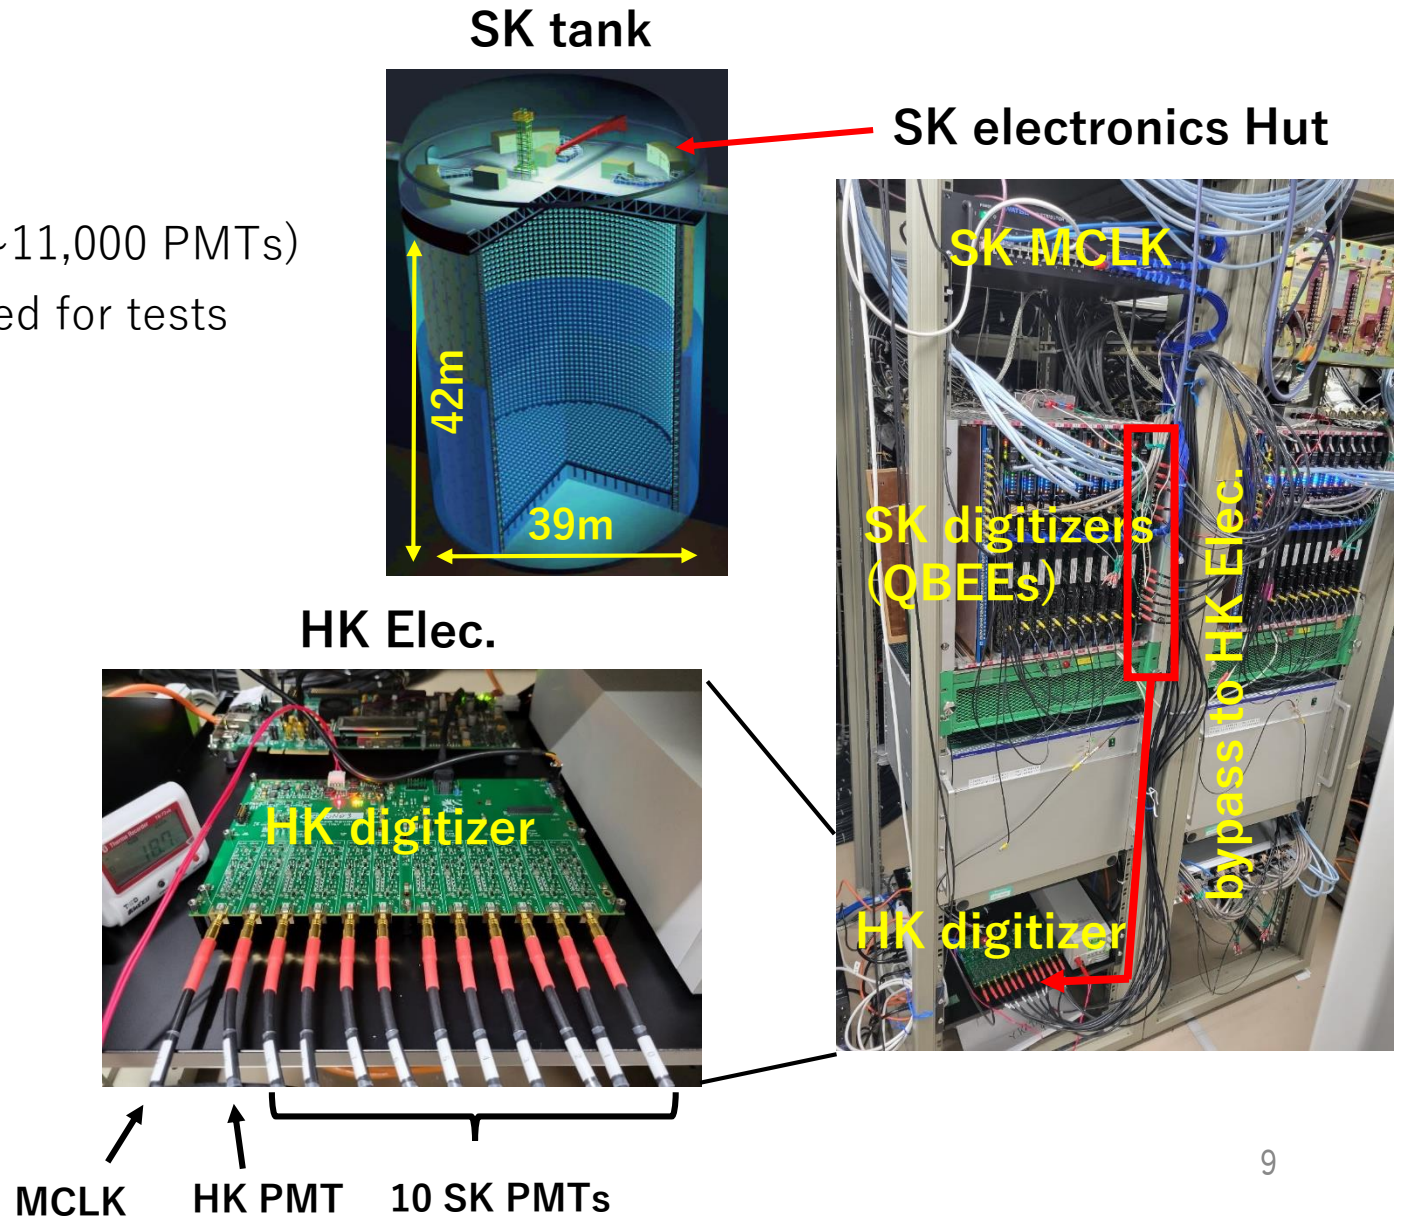 SK tank
SK electronics Hut
~11,000 PMTs)
ed for tests
42m
39m
SK MCLK
SK digitizers
(QBEEs)
bypass to HK Elec.
HK digitizer
HK Elec.
HK digitizer
MCLK
HK PMT
10 SK PMTs
9